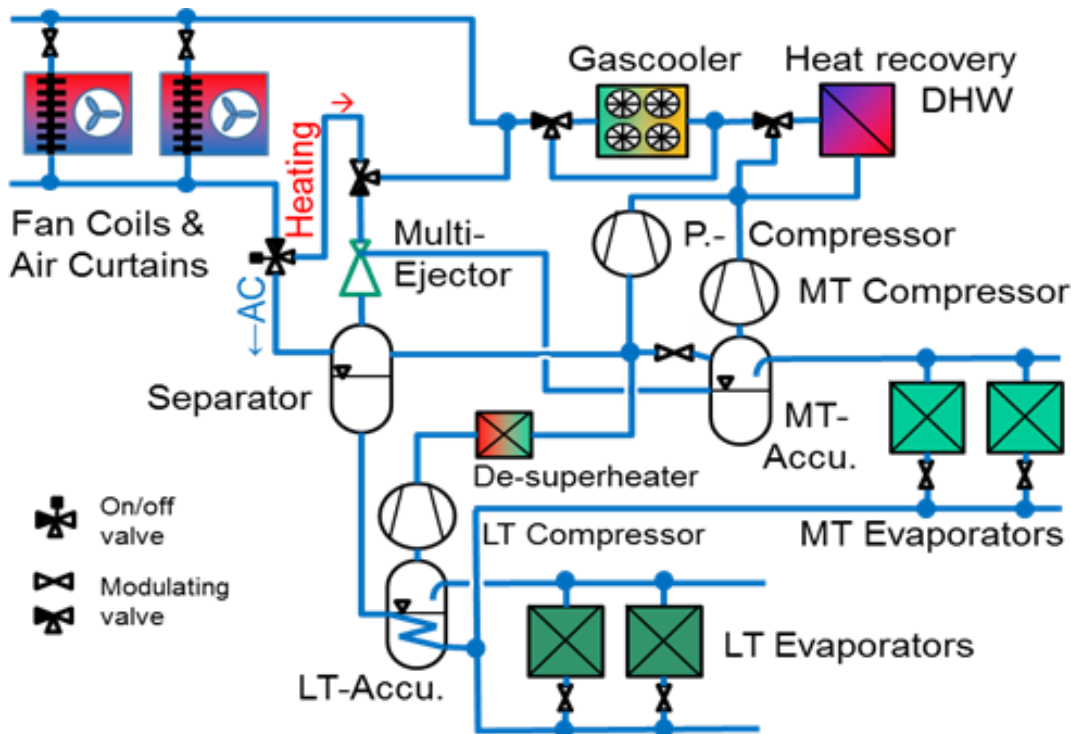 Gascooler
Heat recovery
DHW
Heating
→
Fan Coils &
Air Curtains
Multi-
Ejector
P.- Compressor
MT Compressor
←AC
Separator
MT-
Accu.
De-superheater
On/off
valve
LT Compressor
MT Evaporators
Modulating
valve
LT Evaporators
LT-Accu.